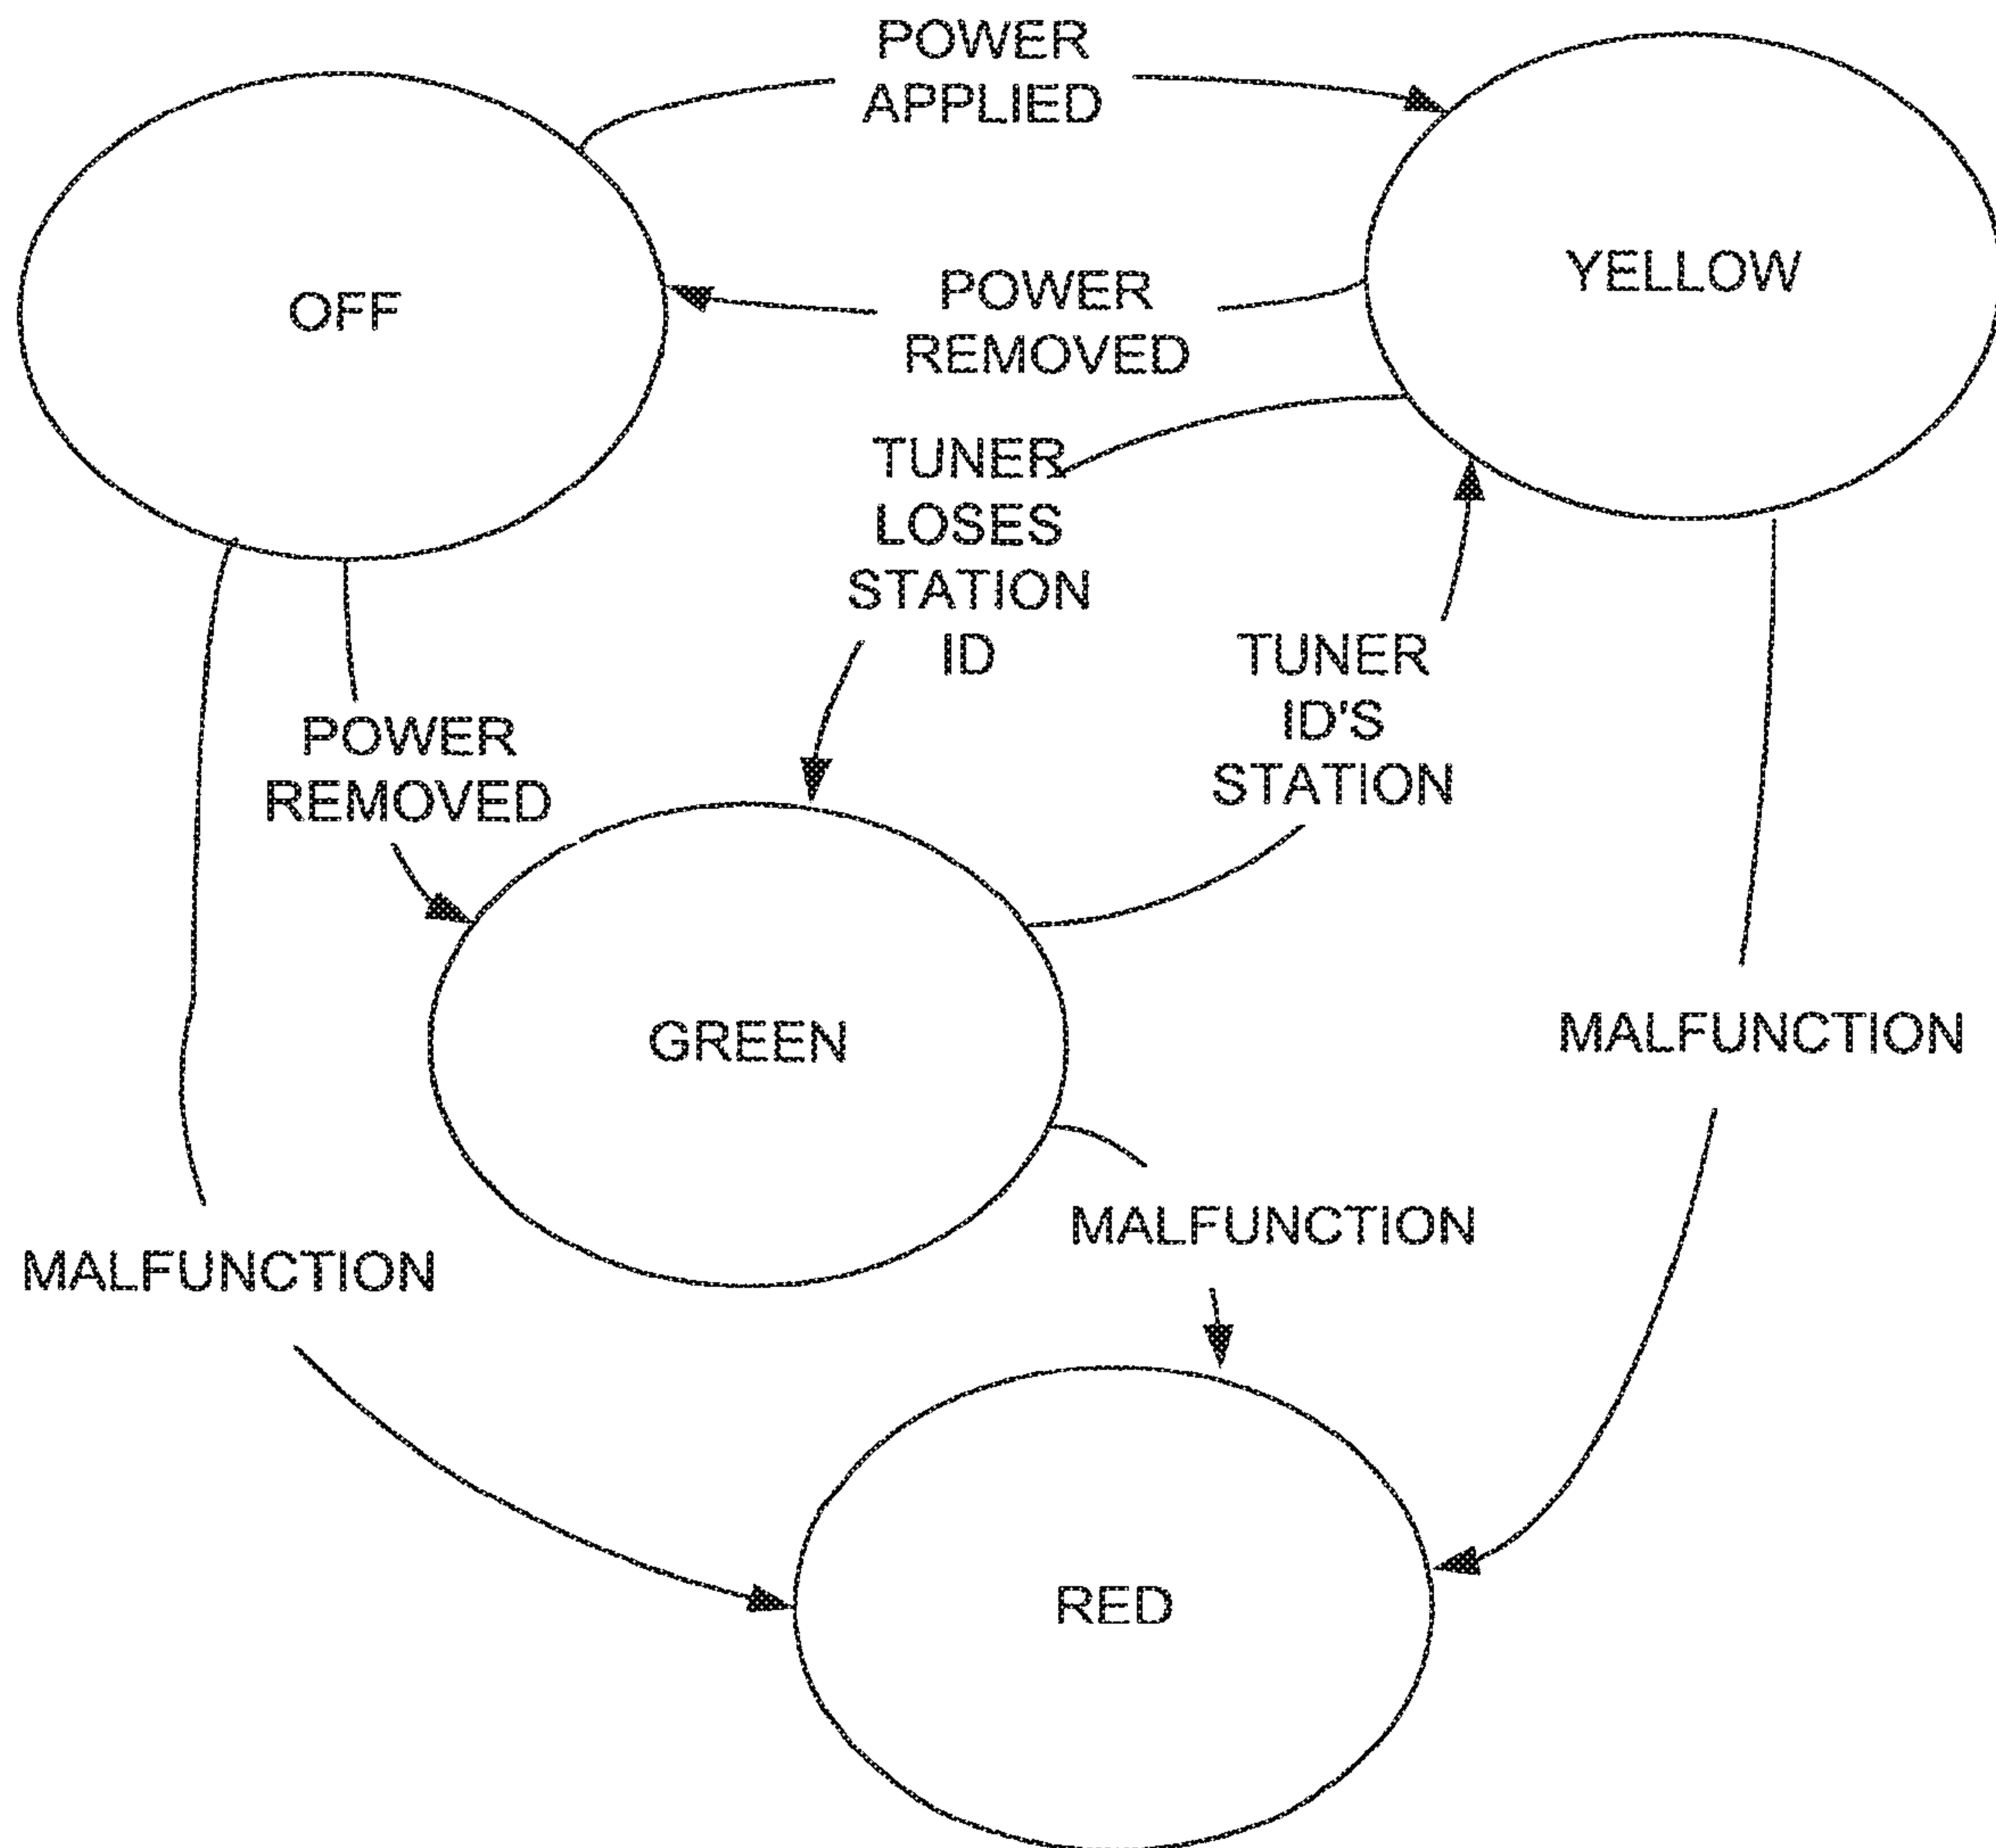 POWER
APPLIED
OFF
YELLOW
POWER
REMOVED
TUNER
LOSES
STATION
ID
TUNER
ID'S
STATION
POWER
REMOVED
GREEN
MALFUNCTION
MALFUNCTION
MALFUNCTION
RED